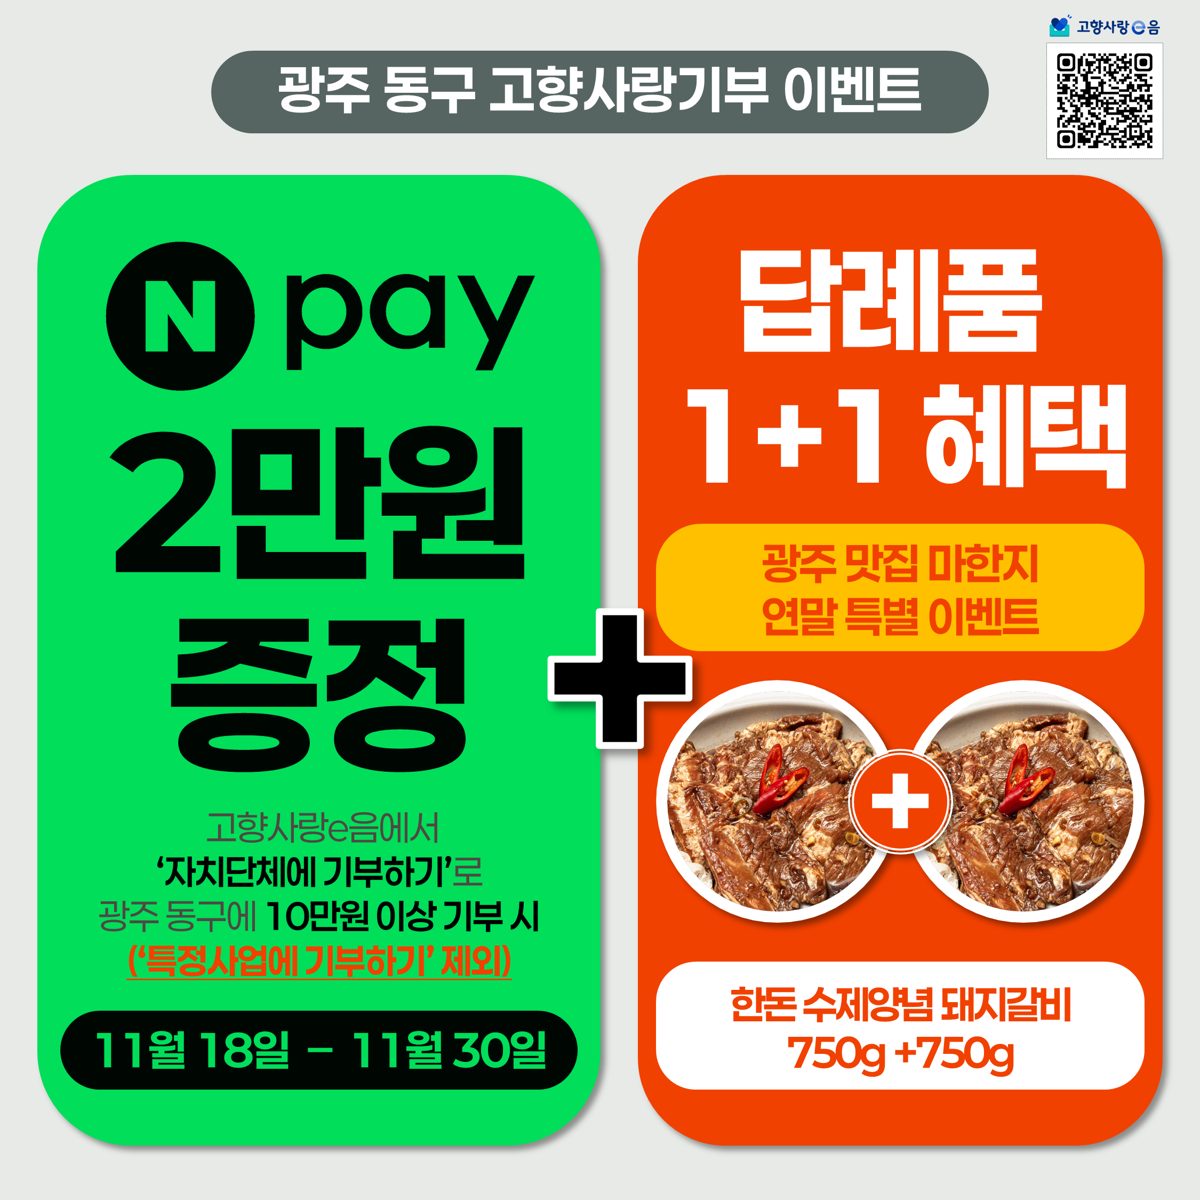 고향사랑e음
광주 동구 고향사랑기부 이벤트
N pay
2만원
증정
고향사랑e음에서
‘자치단체에 기부하기’로
광주 동구에 10만원 이상 기부 시
(‘특정사업에 기부하기’ 제외)
11월 18일 – 11월 30일
+
답례품
1+1 혜택
광주 맛집 마한지
연말 특별 이벤트
+
한돈 수제양념 돼지갈비
750g +750g